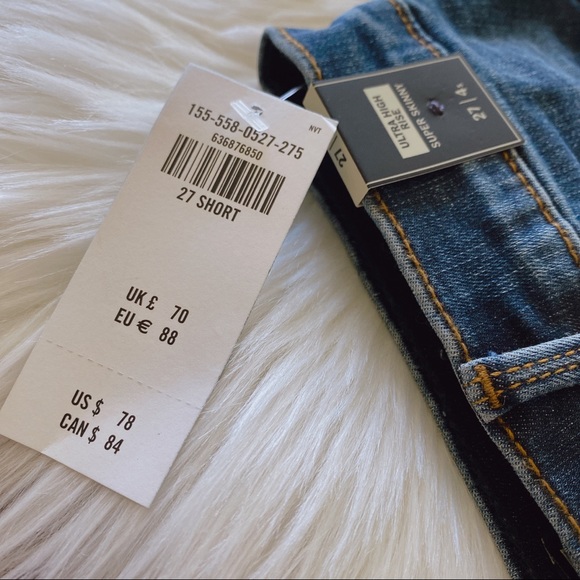 155-558-0527-275
NVT
636876850
27 SHORT
UK £ 70
EU € 88
US $ 78
CAN $ 84
27
ULTRA HIGH
RISE
SUPER SKINNY
27 | 4s